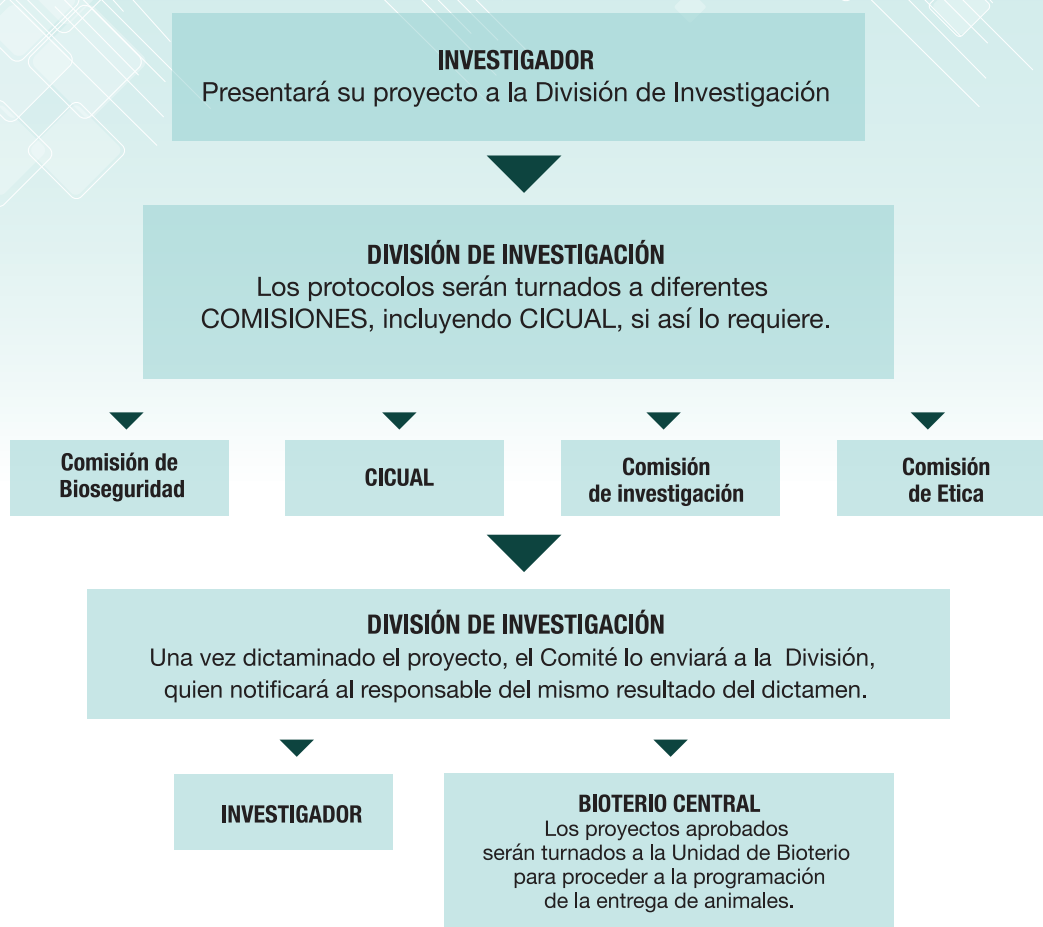 INVESTIGADOR
Presentará su proyecto a la División de Investigación
DIVISIÓN DE INVESTIGACIÓN
Los protocolos serán turnados a diferentes
COMISIONES, incluyendo CICUAL, si así lo requiere.
Comisión de
Bioseguridad
CICUAL
Comisión
de investigación
Comisión
de Etica
DIVISIÓN DE INVESTIGACIÓN
Una vez dictaminado el proyecto, el Comité lo enviará a la División,
quien notificará al responsable del mismo resultado del dictamen.
INVESTIGADOR
BIOTERIO CENTRAL
Los proyectos aprobados
serán turnados a la Unidad de Bioterio
para proceder a la programación
de la entrega de animales.